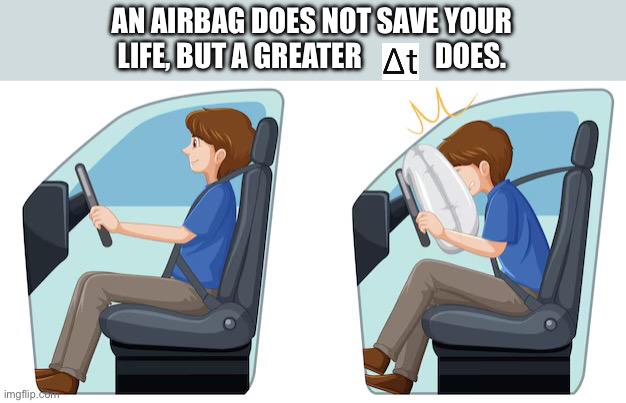 AN AIRBAG DOES NOT SAVE YOUR
LIFE, BUT A GREATER Δt DOES.
imgflip.com